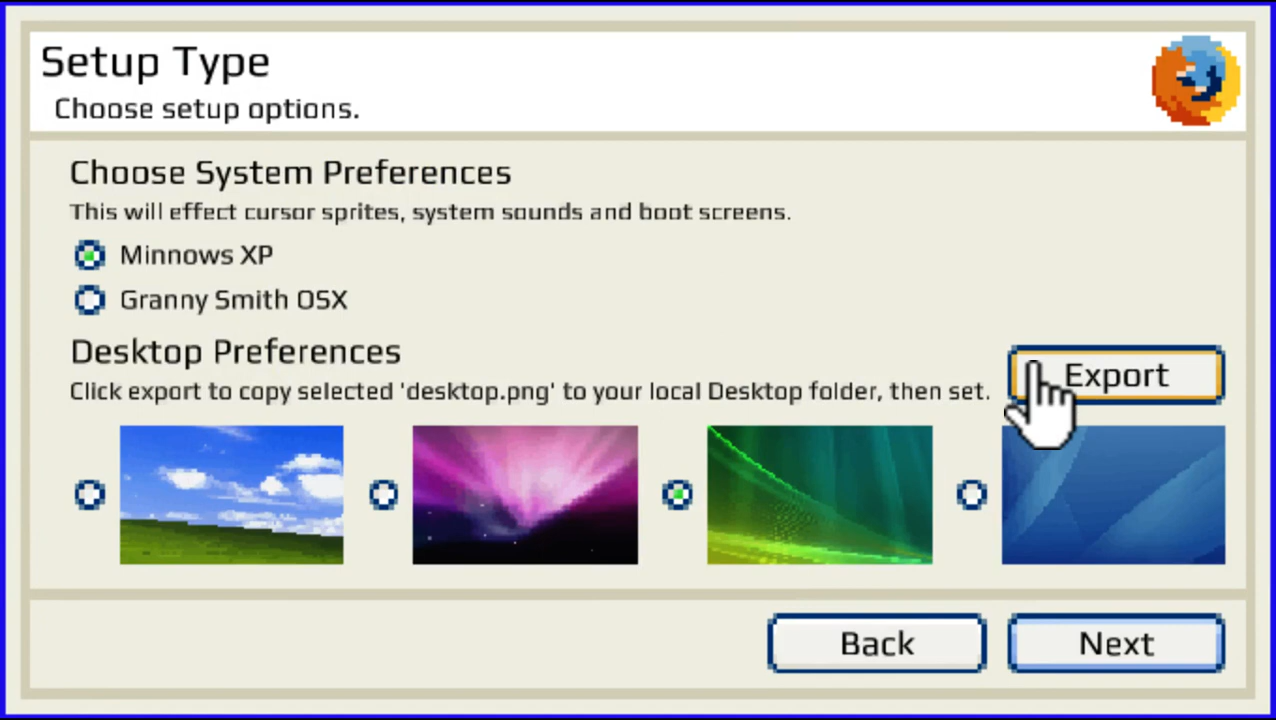 Setup Type
Choose setup options.
Choose System Preferences
This will effect cursor sprites, system sounds and boot screens.
Minnows XP
Granny Smith OSX
Desktop Preferences
Click export to copy selected 'desktop.png' to your local Desktop folder, then set.
Export
Back
Next